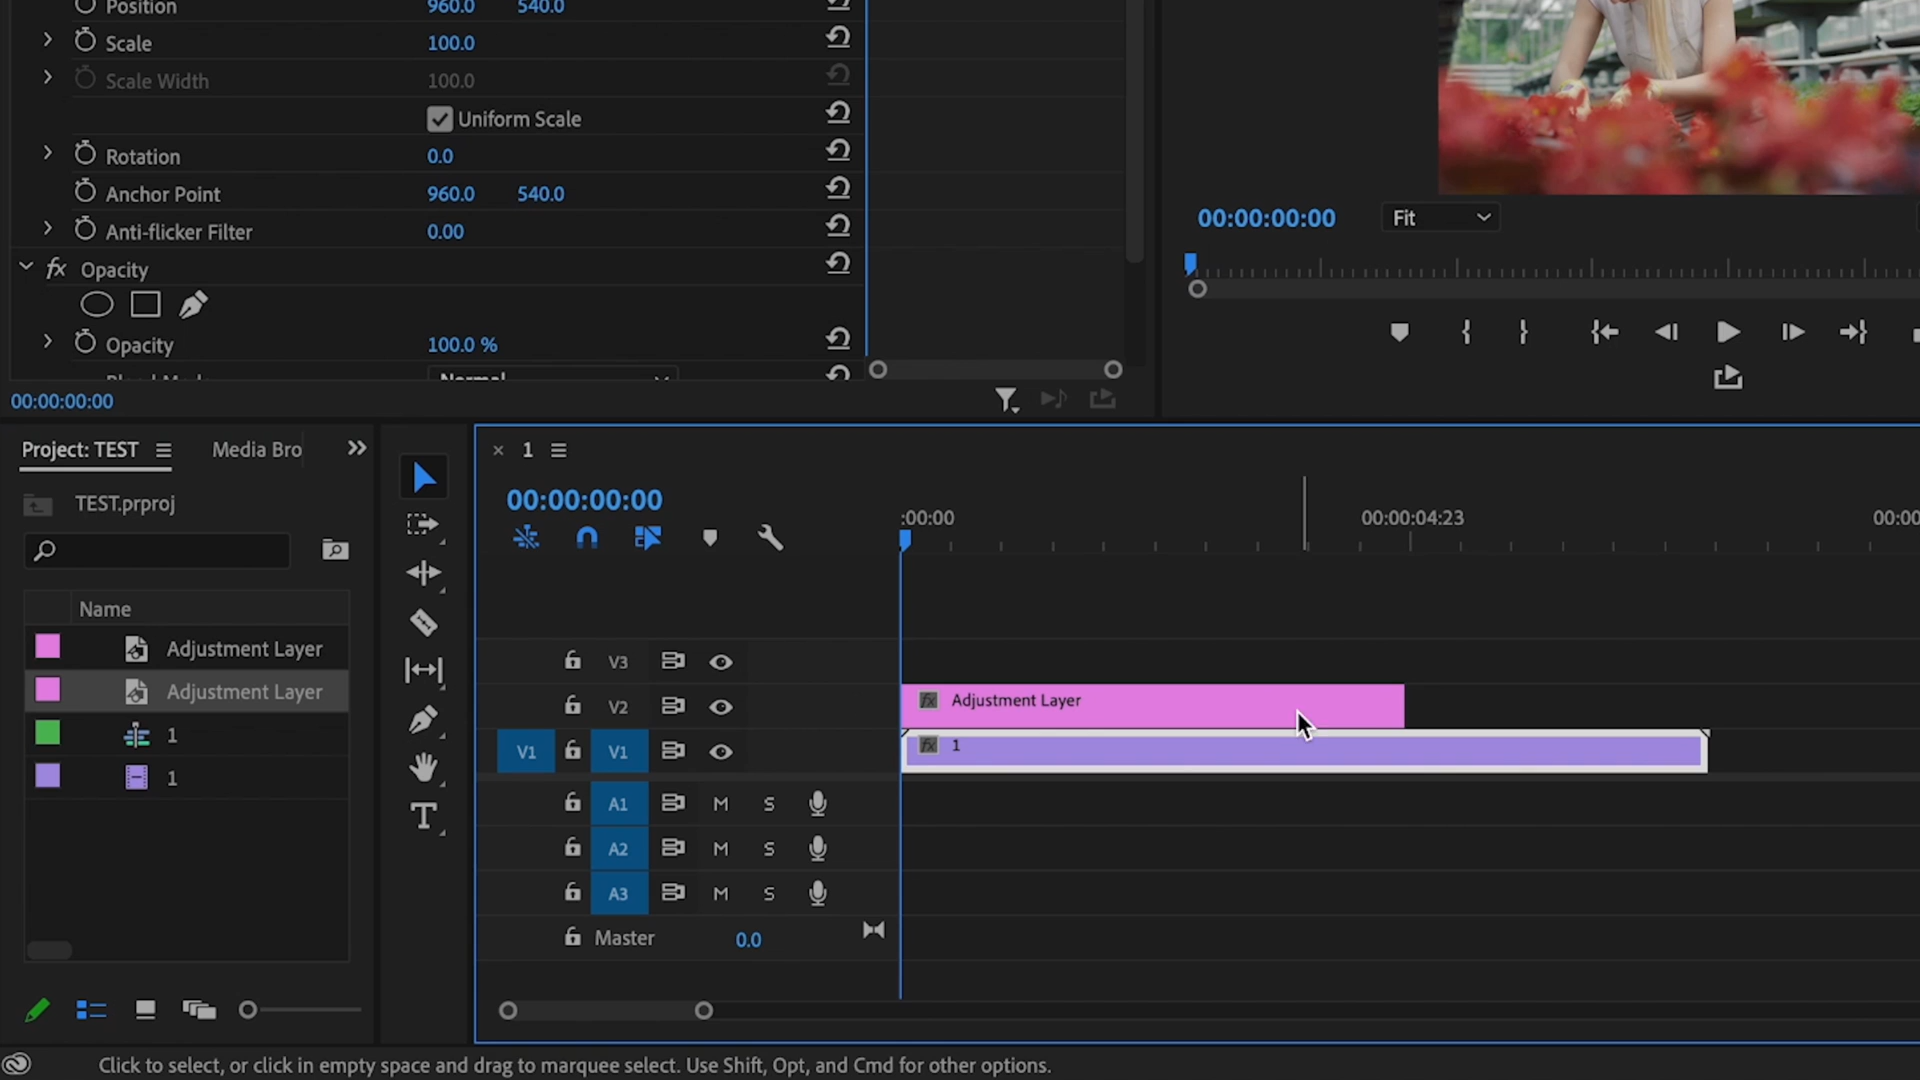 Position 960.0 540.0
Scale 100.0
Scale Width 100.0
Uniform Scale
Rotation 0.0
Anchor Point 960.0 540.0
Anti-flicker Filter 0.00
fx Opacity
Opacity 100.0 %
Normal
00:00:00:00
00:00:00:00 Fit
Project: TEST Media Bro
TEST.prproj
Name
Adjustment Layer
Adjustment Layer
1
1
1
00:00:00:00
:00:00 00:00:04:23 00:00
V3
V2 fx Adjustment Layer
V1 V1 fx 1
A1 M S
A2 M S
A3 M S
Master 0.0
Click to select, or click in empty space and drag to marquee select. Use Shift, Opt, and Cmd for other options.